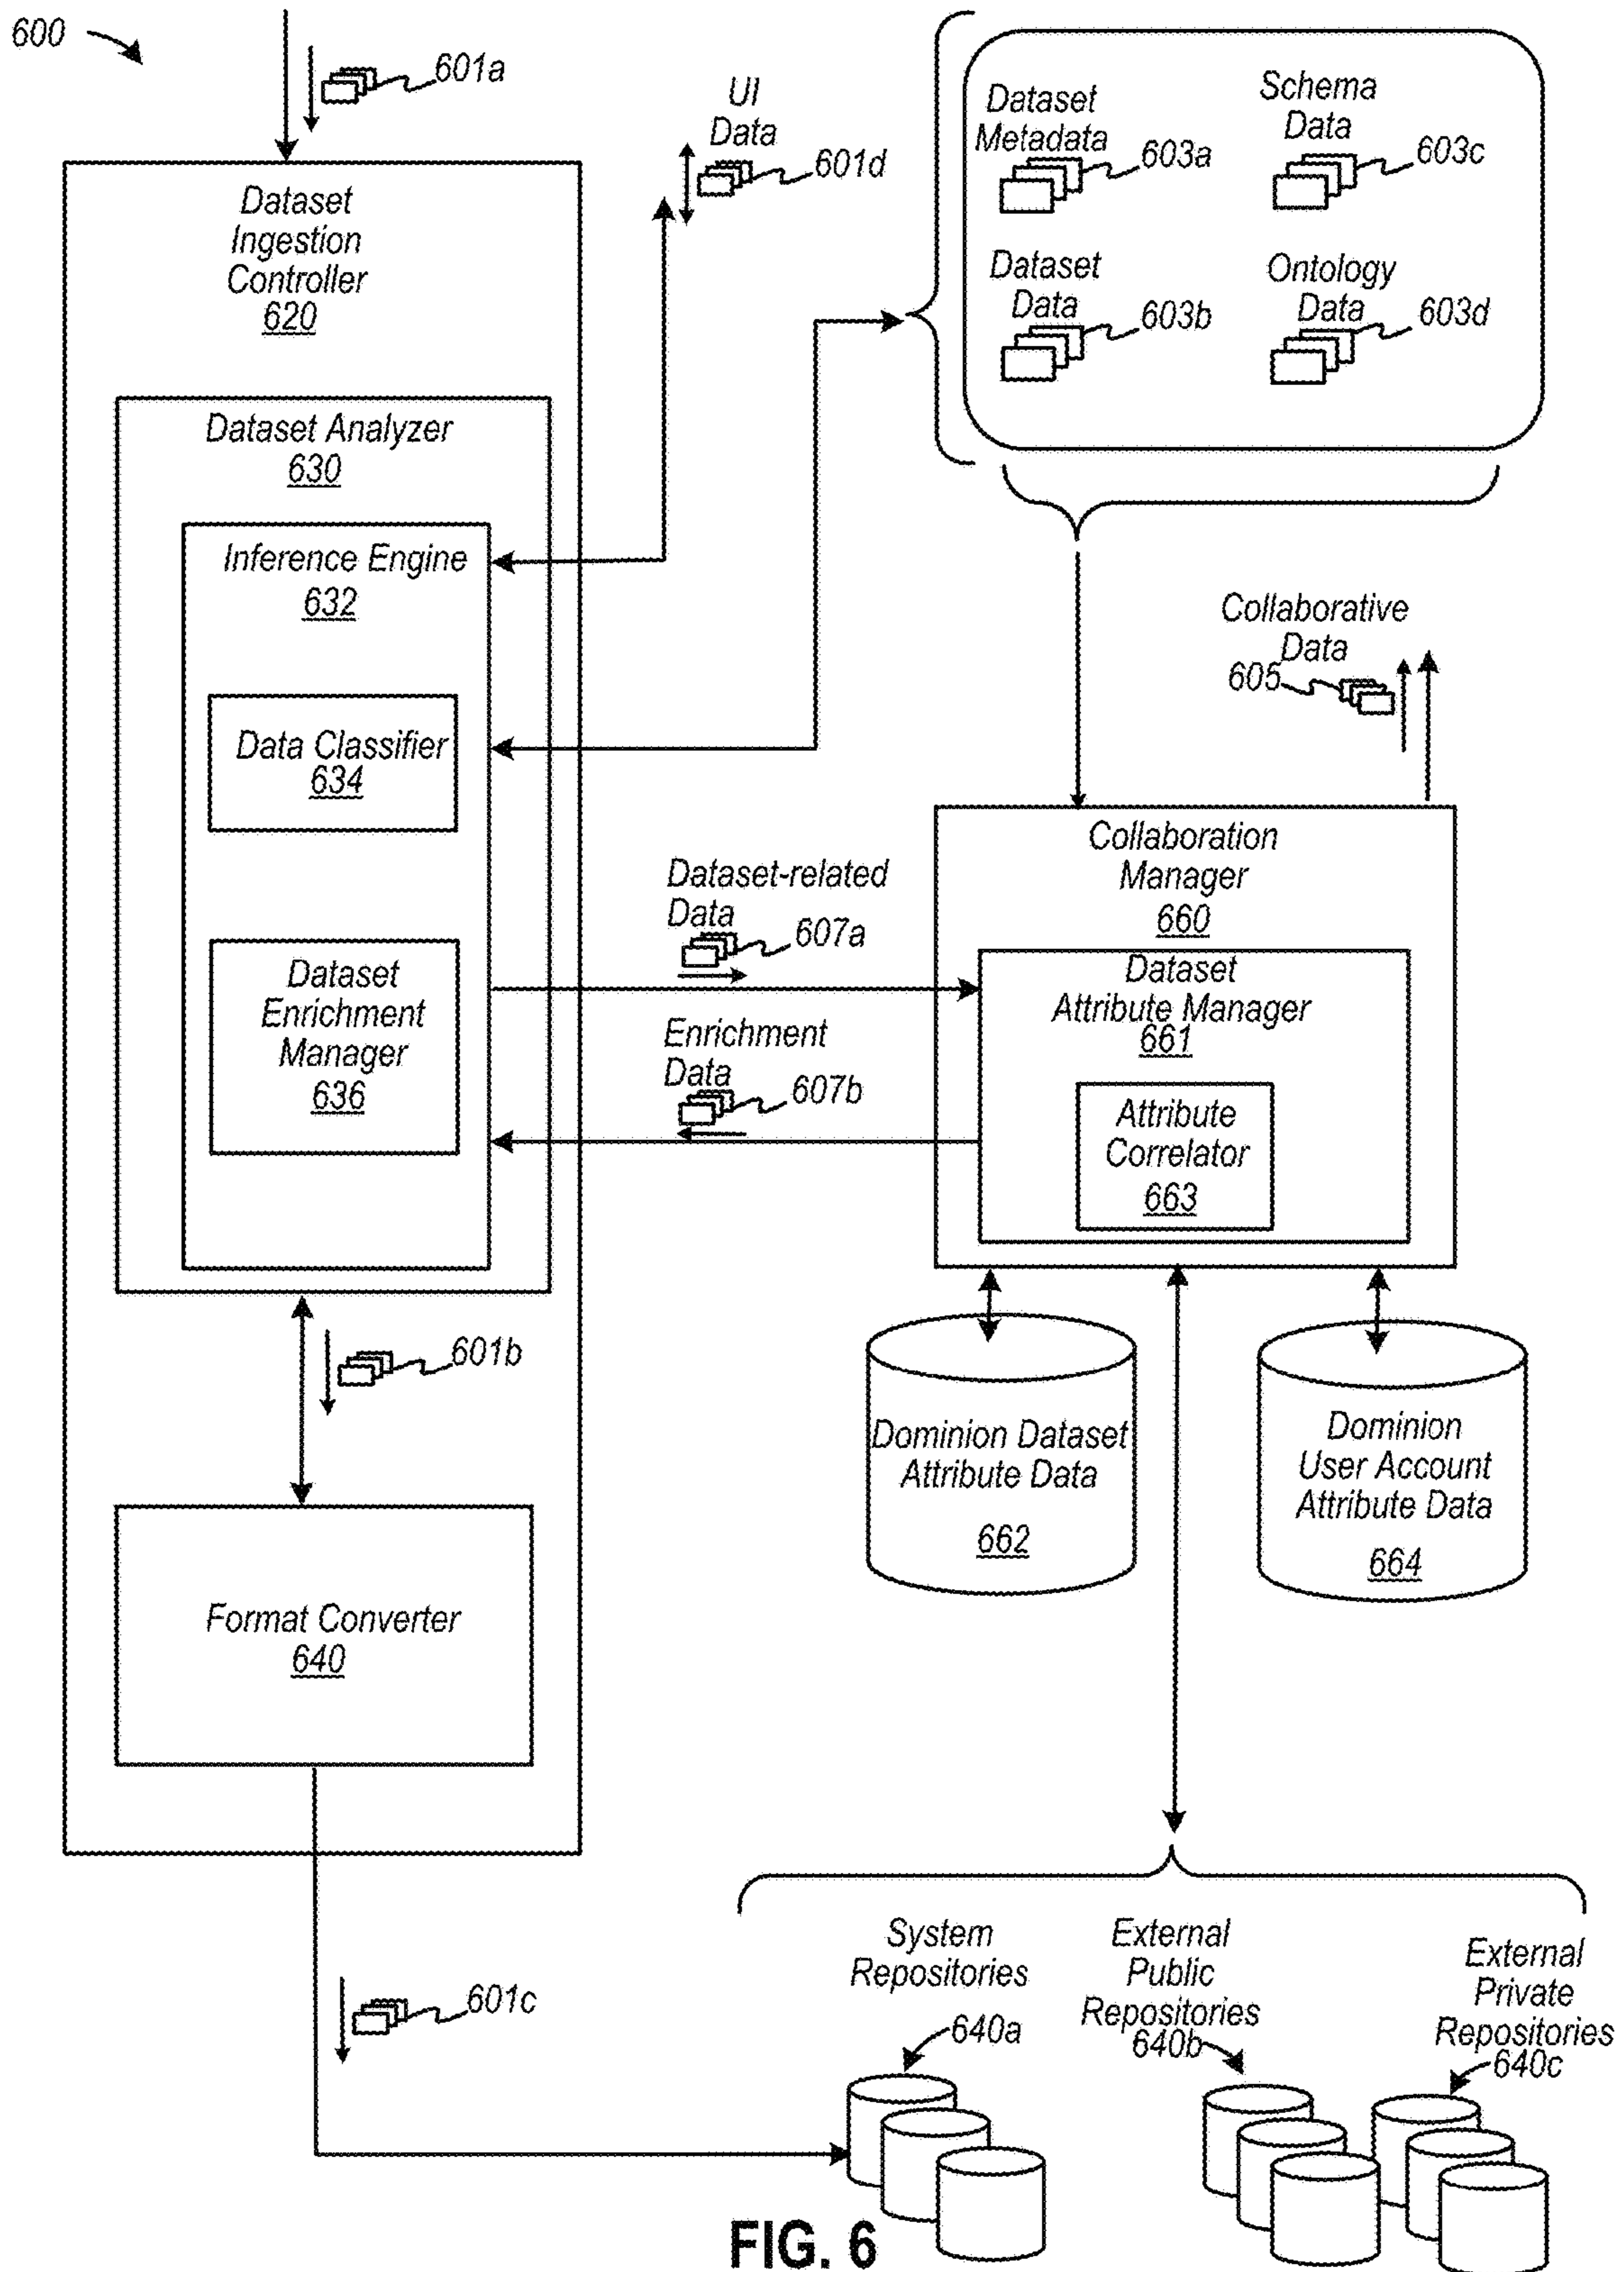 600
601a
UI
Data
601d
Dataset
Metadata
603a
Schema
Data
603c
Dataset
Data
603b
Ontology
Data
603d
Dataset
Ingestion
Controller
620
Dataset Analyzer
630
Inference Engine
632
Data Classifier
634
Dataset
Enrichment
Manager
636
Collaborative
Data
605
Dataset-related
Data
607a
Enrichment
Data
607b
Collaboration
Manager
660
Dataset
Attribute Manager
661
Attribute
Correlator
663
601b
Dominion Dataset
Attribute Data
662
Dominion
User Account
Attribute Data
664
Format Converter
640
601c
System
Repositories
640a
External
Public
Repositories
640b
External
Private
Repositories
640c
FIG. 6